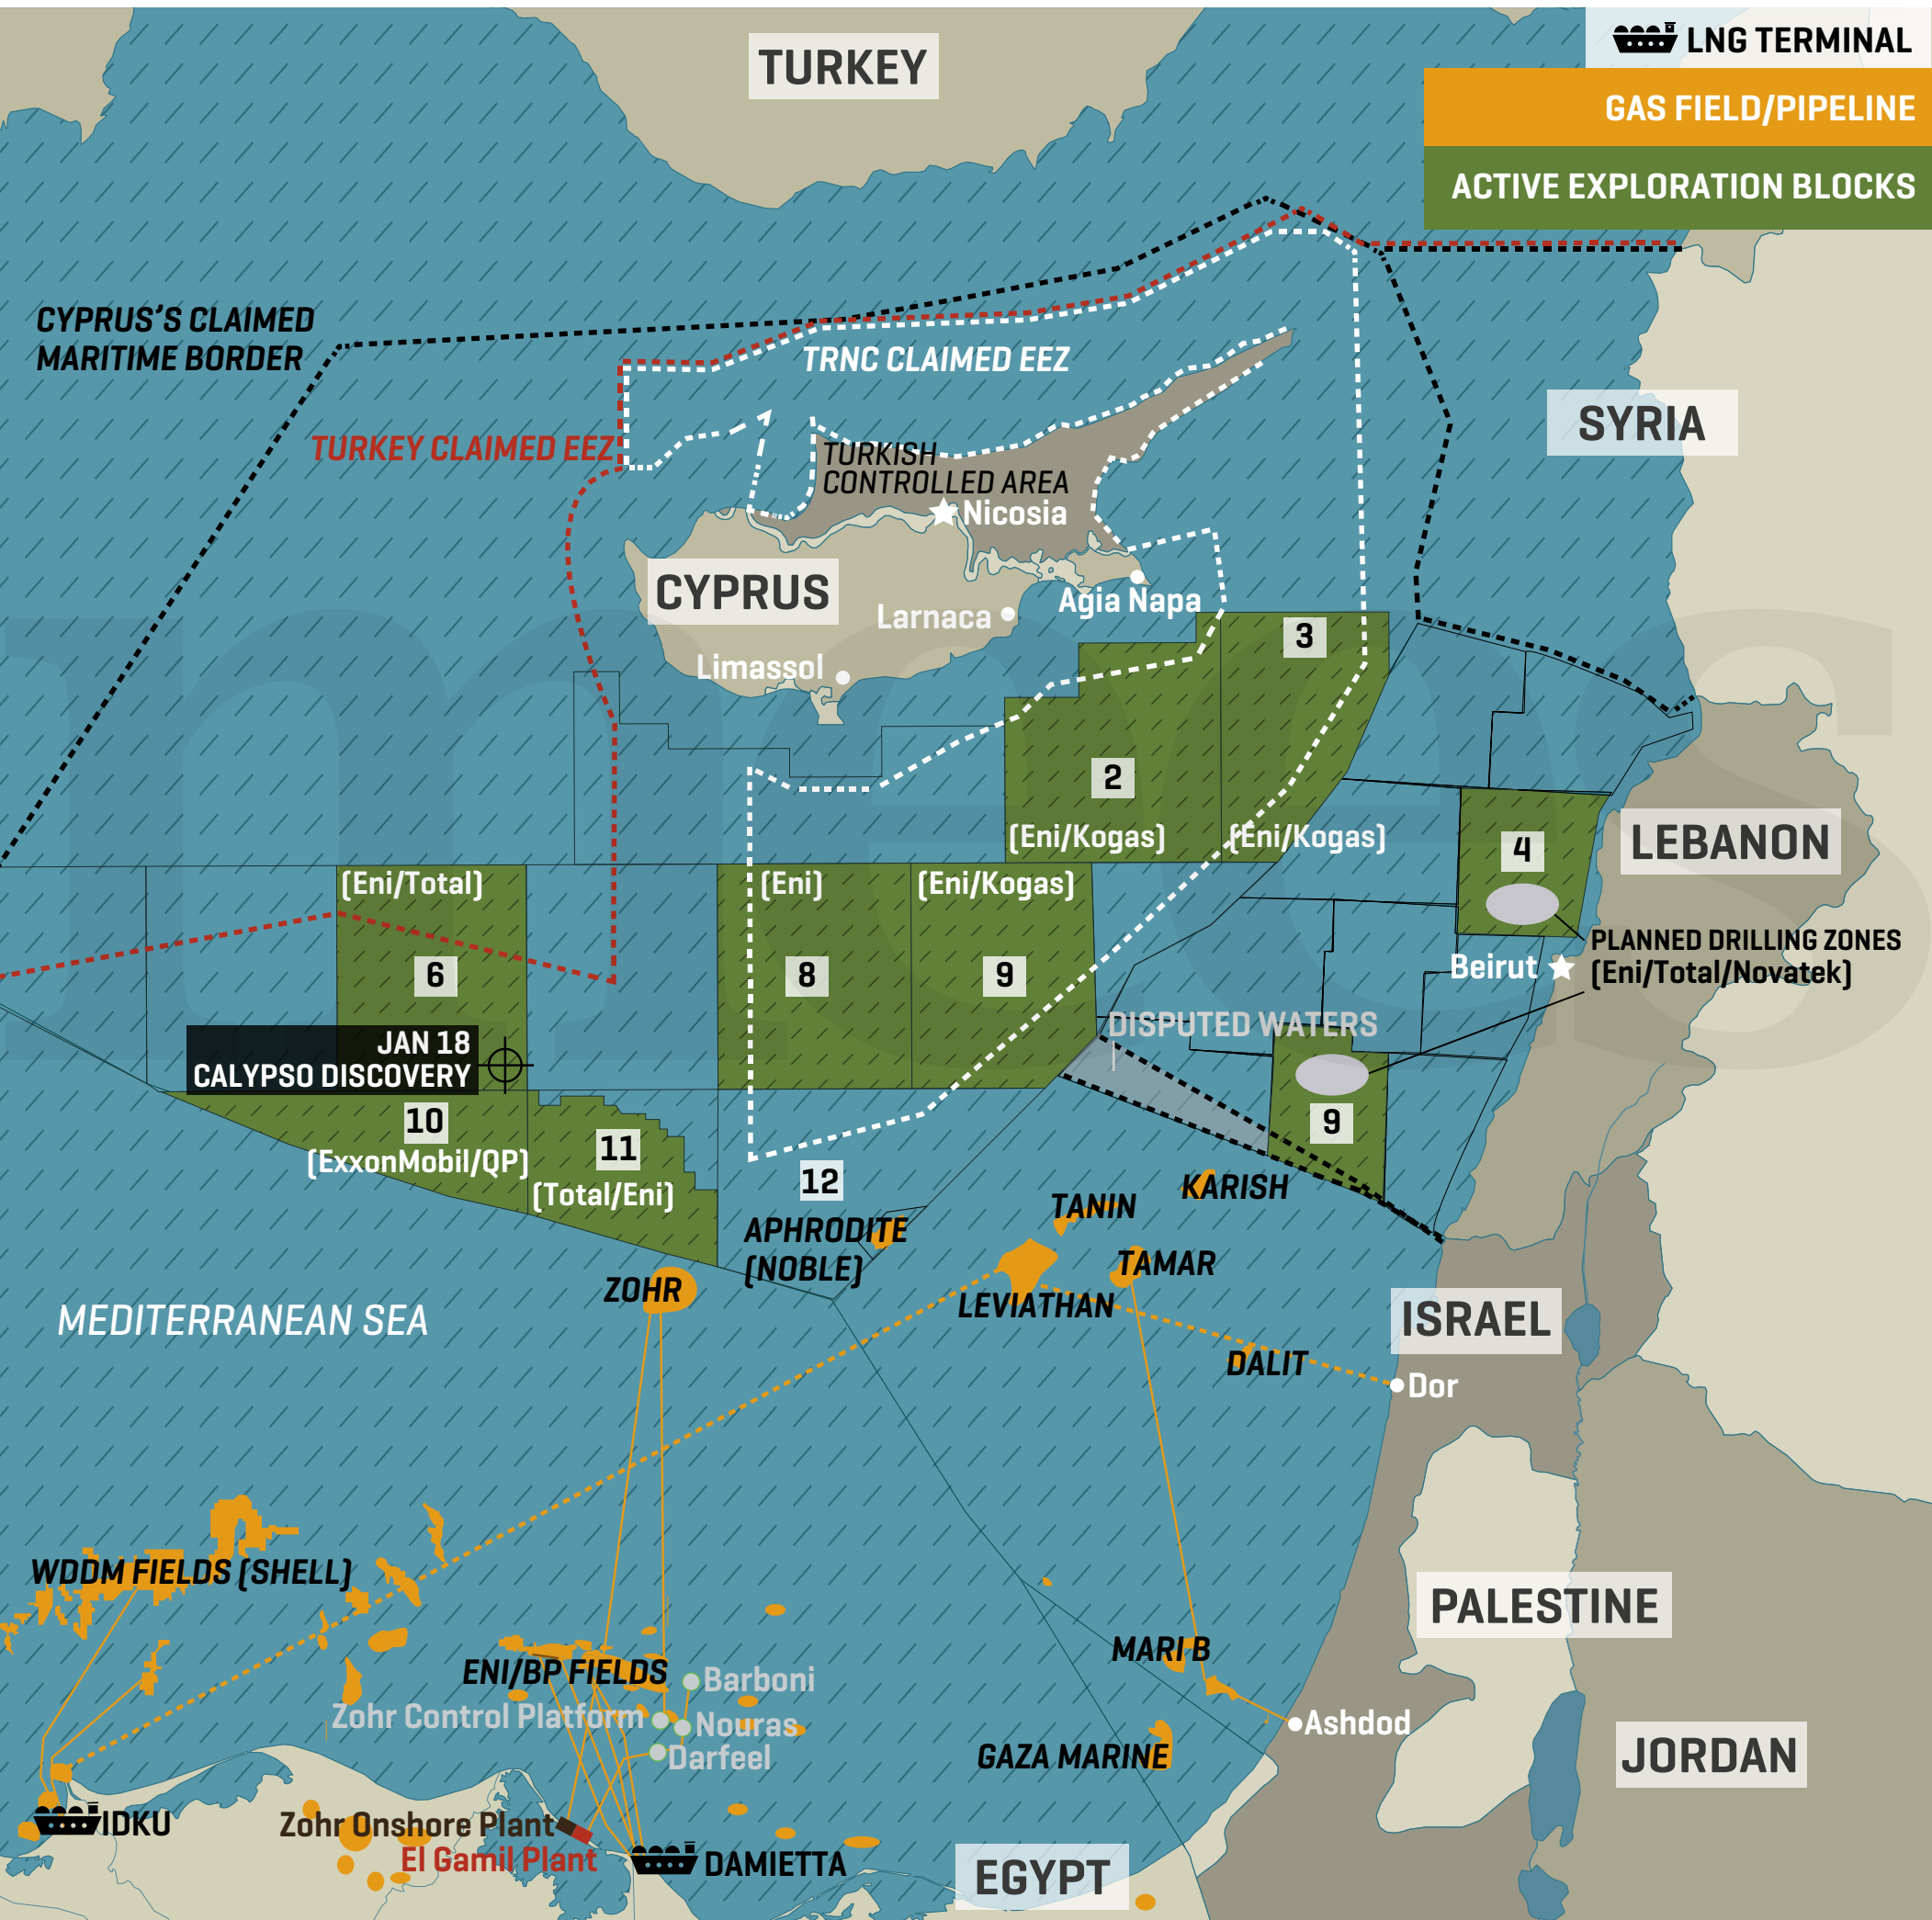 TURKEY
LNG TERMINAL
GAS FIELD/PIPELINE
ACTIVE EXPLORATION BLOCKS
CYPRUS'S CLAIMED
MARITIME BORDER
TRNC CLAIMED EEZ
TURKEY CLAIMED EEZ
SYRIA
TURKISH
CONTROLLED AREA
Nicosia
CYPRUS
Agia Napa
Larnaca
Limassol
3
2
(Eni/Kogas)
(Eni/Kogas)
4
LEBANON
(Eni/Total)
(Eni)
(Eni/Kogas)
6
8
9
Beirut
PLANNED DRILLING ZONES
(Eni/Total/Novatek)
DISPUTED WATERS
JAN 18
CALYPSO DISCOVERY
10
(ExxonMobil/QP)
11
(Total/Eni)
9
12
APHRODITE
(NOBLE)
KARISH
TANIN
TAMAR
ZOHR
LEVIATHAN
MEDITERRANEAN SEA
ISRAEL
DALIT
Dor
WDDM FIELDS (SHELL)
PALESTINE
MARI B
ENI/BP FIELDS
Barboni
Zohr Control Platform
Nouras
Darfeel
Ashdod
GAZA MARINE
JORDAN
IDKU
Zohr Onshore Plant
El Gamil Plant
DAMIETTA
EGYPT
mees